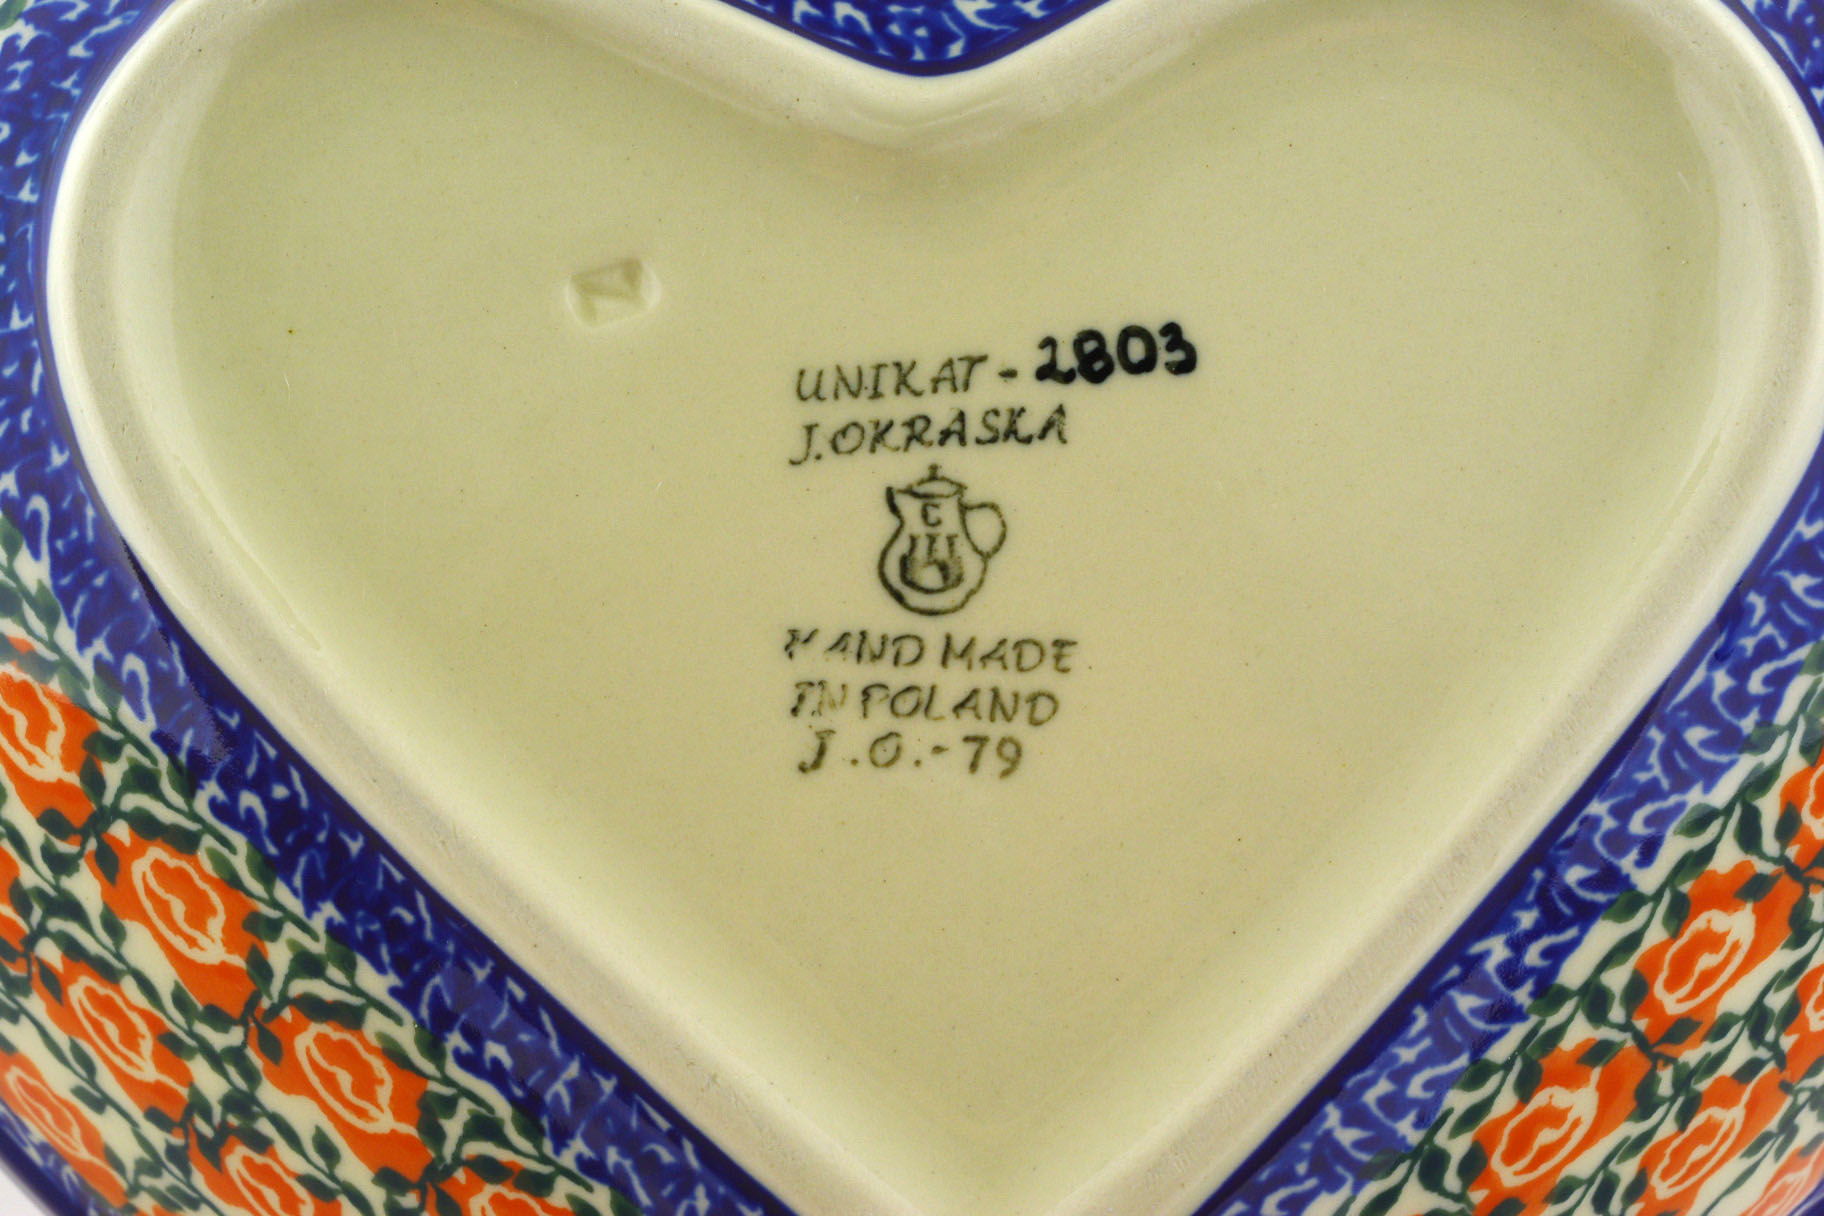 UNIKAT - 2803
J.OKRASKA
C
HAND MADE
IN POLAND
J.O.-79